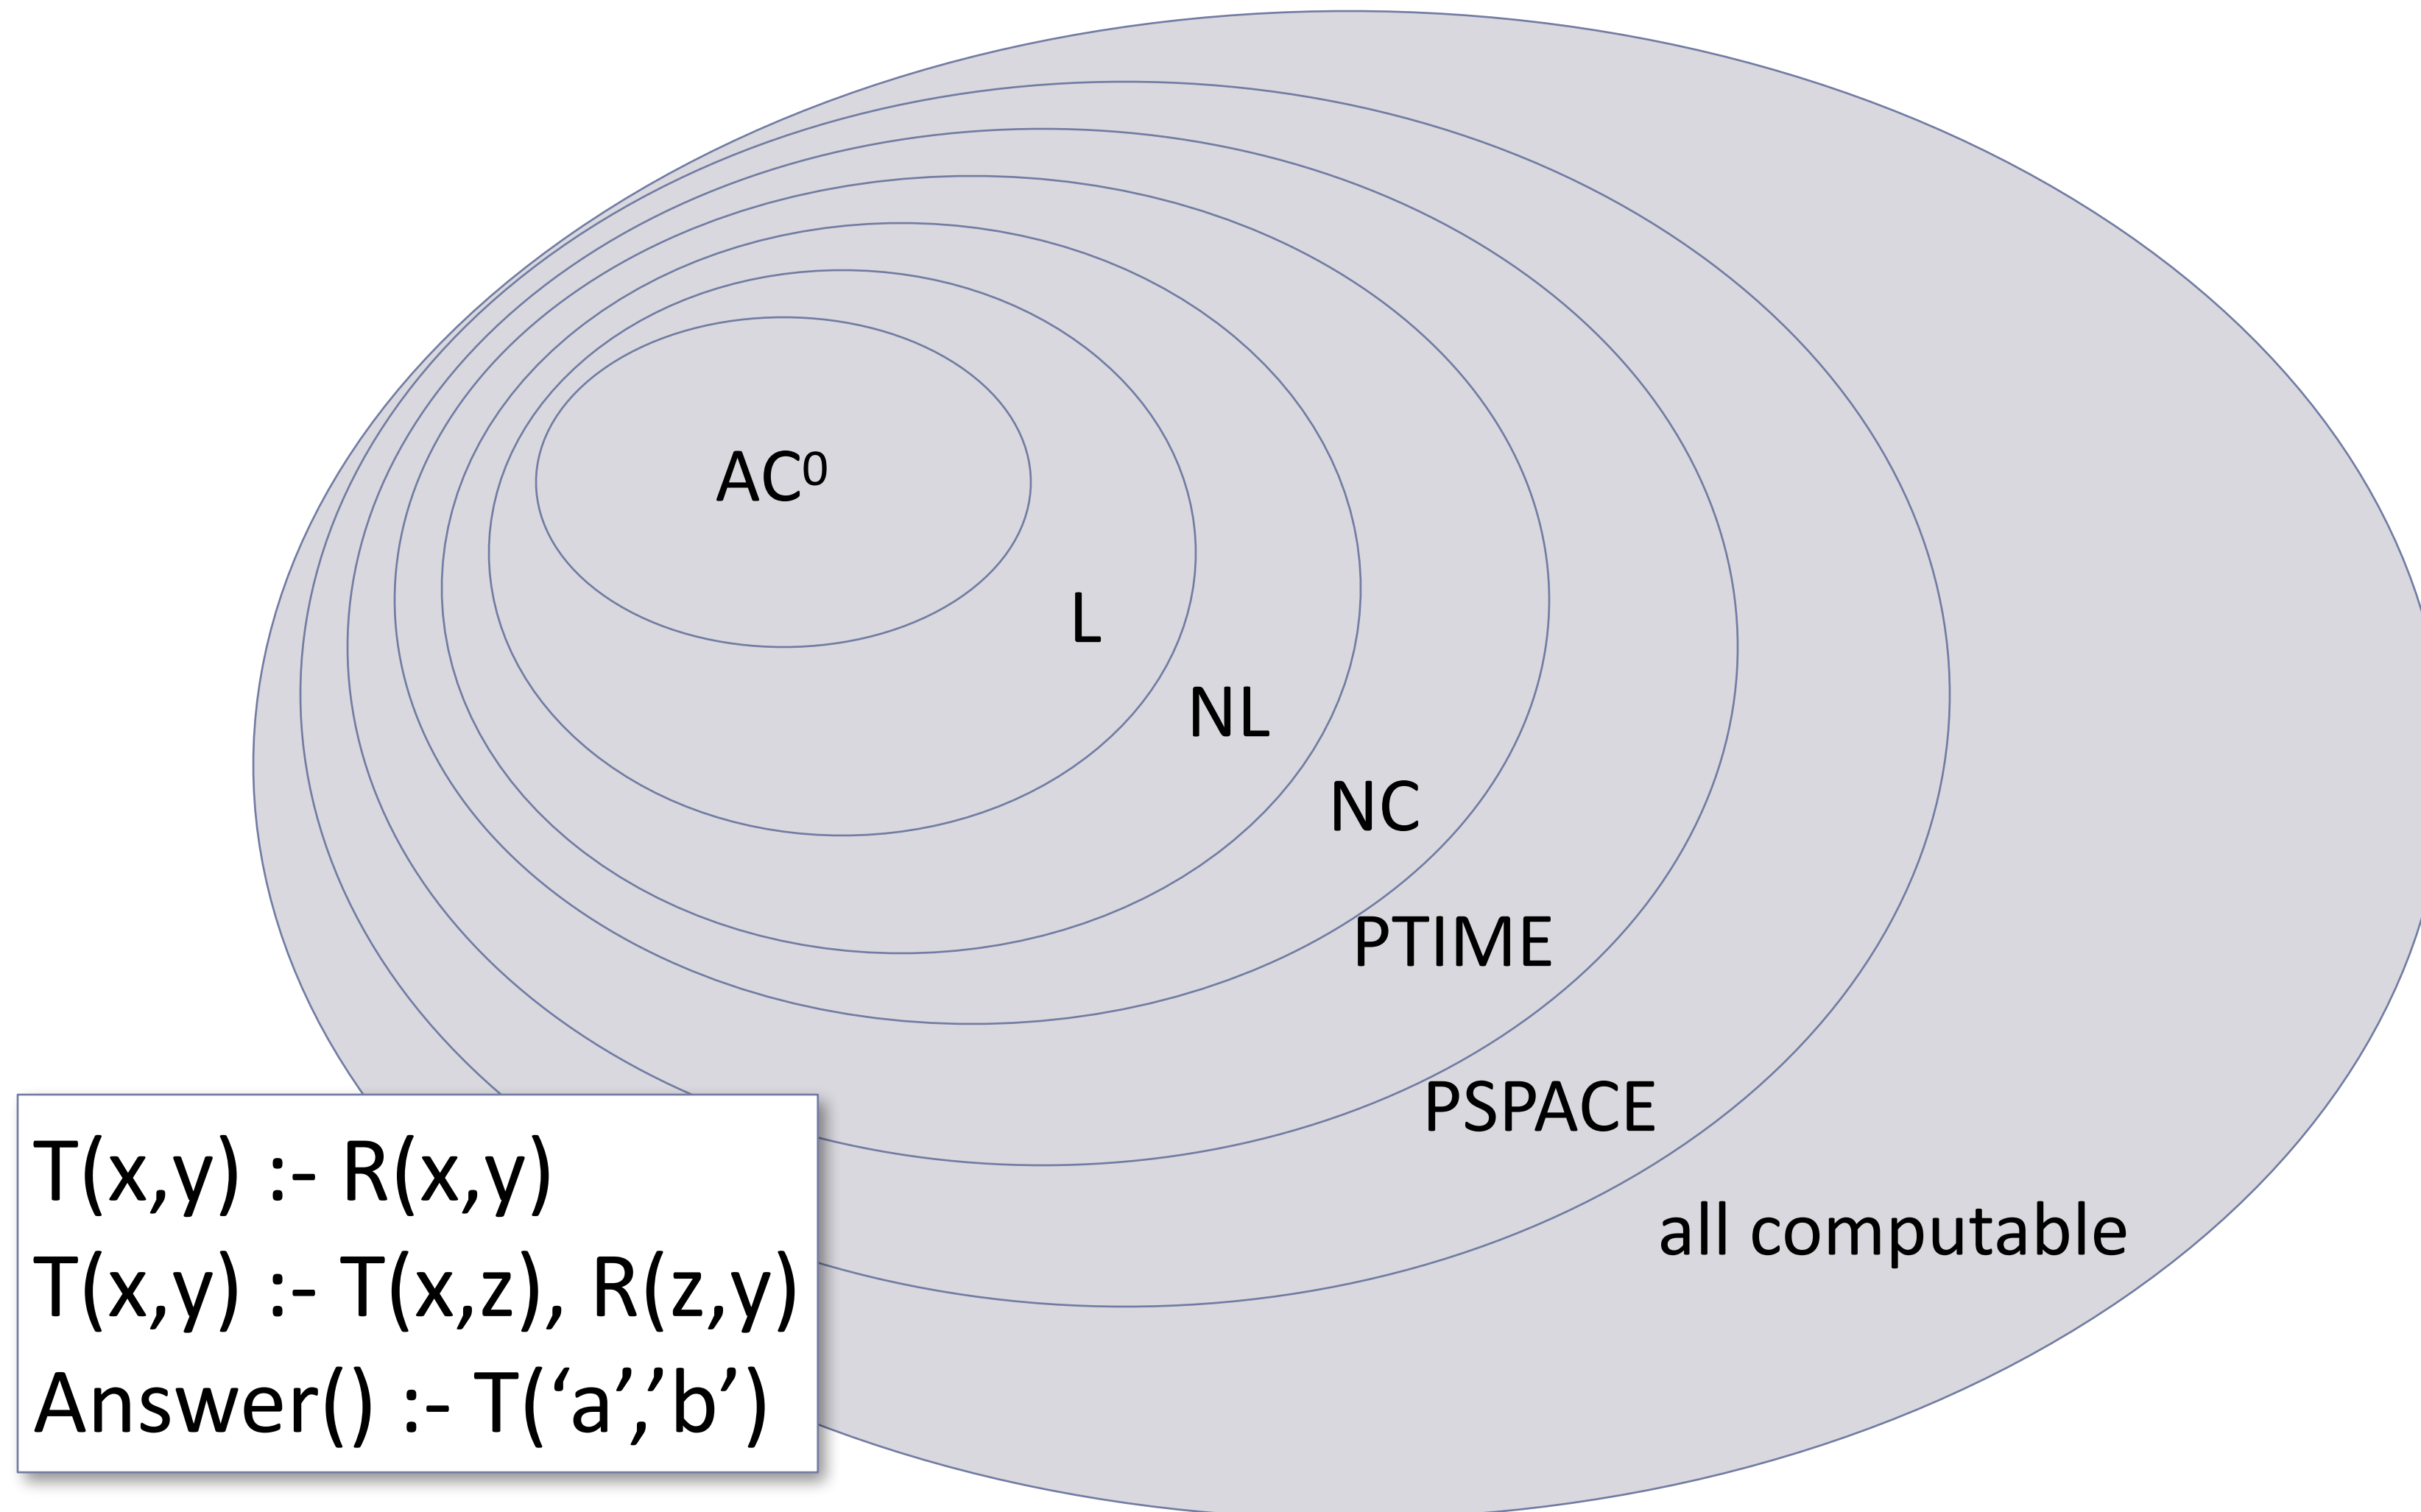 AC⁰
L
NL
NC
PTIME
PSPACE
all computable
T(x,y) :- R(x,y)
T(x,y) :- T(x,z), R(z,y)
Answer() :- T(‘a’,’b’)